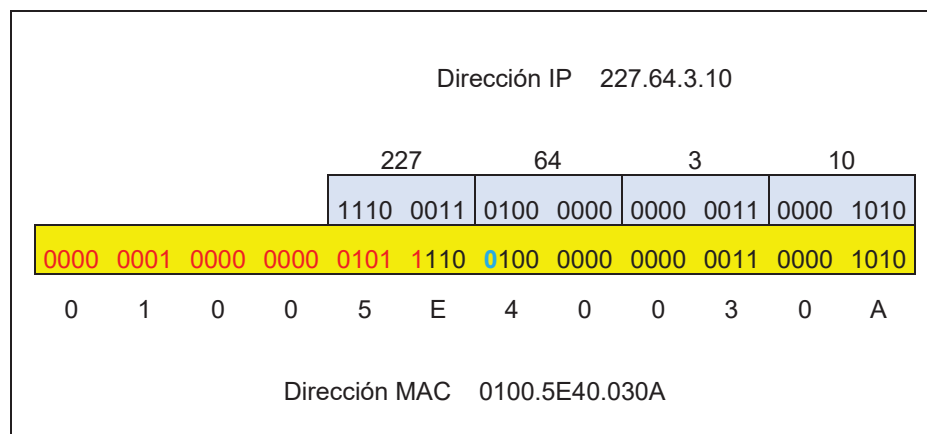 Dirección IP 227.64.3.10
227 64 3 10
1110 0011 0100 0000 0000 0011 0000 1010
0000 0001 0000 0000 0101 1110 0100 0000 0000 0011 0000 1010
0 1 0 0 5 E 4 0 0 3 0 A
Dirección MAC 0100.5E40.030A